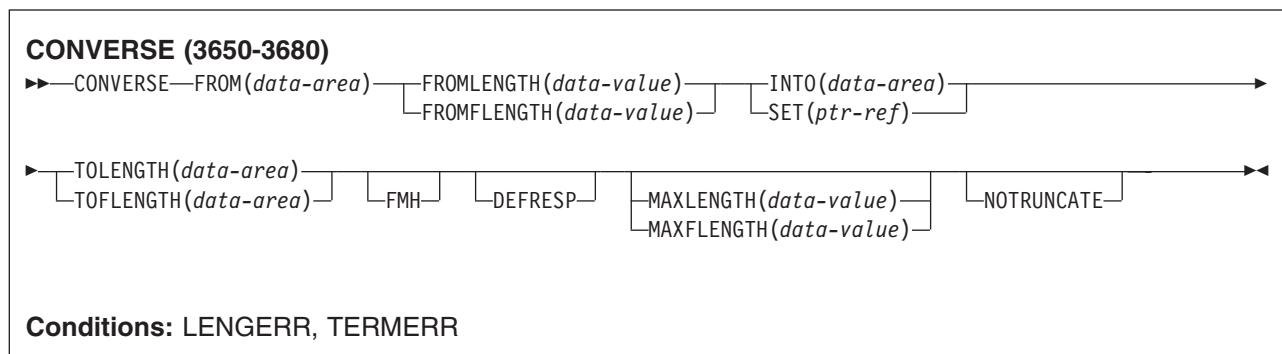 CONVERSE (3650-3680)
CONVERSE FROM(data-area) FROMLENGTH(data-value) INTO(data-area)
FROMFLENGTH(data-value) SET(ptr-ref)
TOLENGTH(data-area)
TOFLENGTH(data-area) FMH DEFRESP MAXLENGTH(data-value) NOTRUNCATE
MAXFLENGTH(data-value)
Conditions: LENGERR, TERMERR